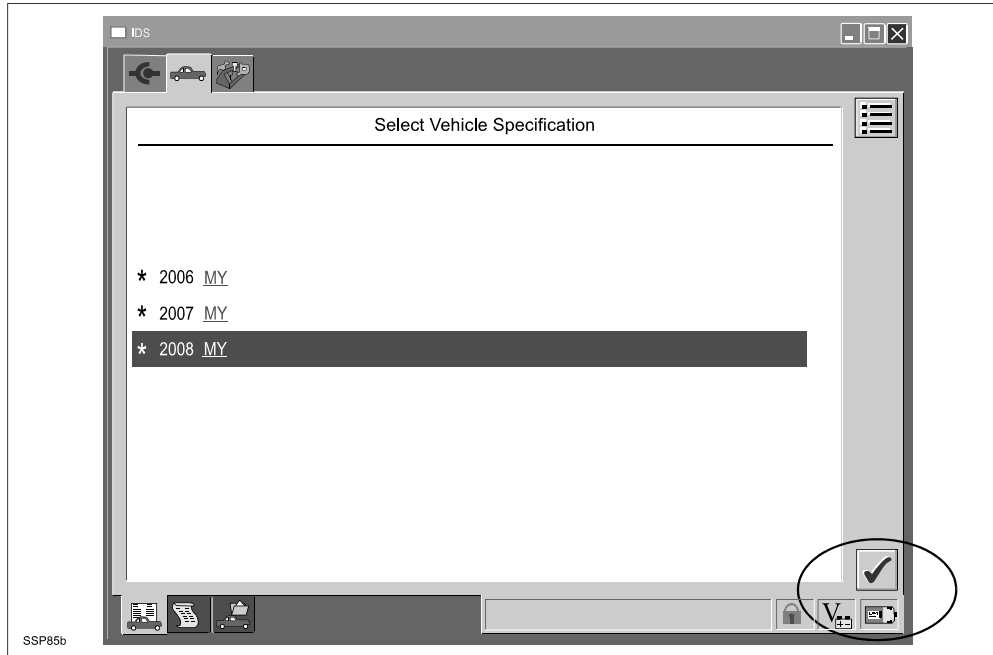 IDS
Select Vehicle Specification
* 2006 MY
* 2007 MY
* 2008 MY
V
SSP85b